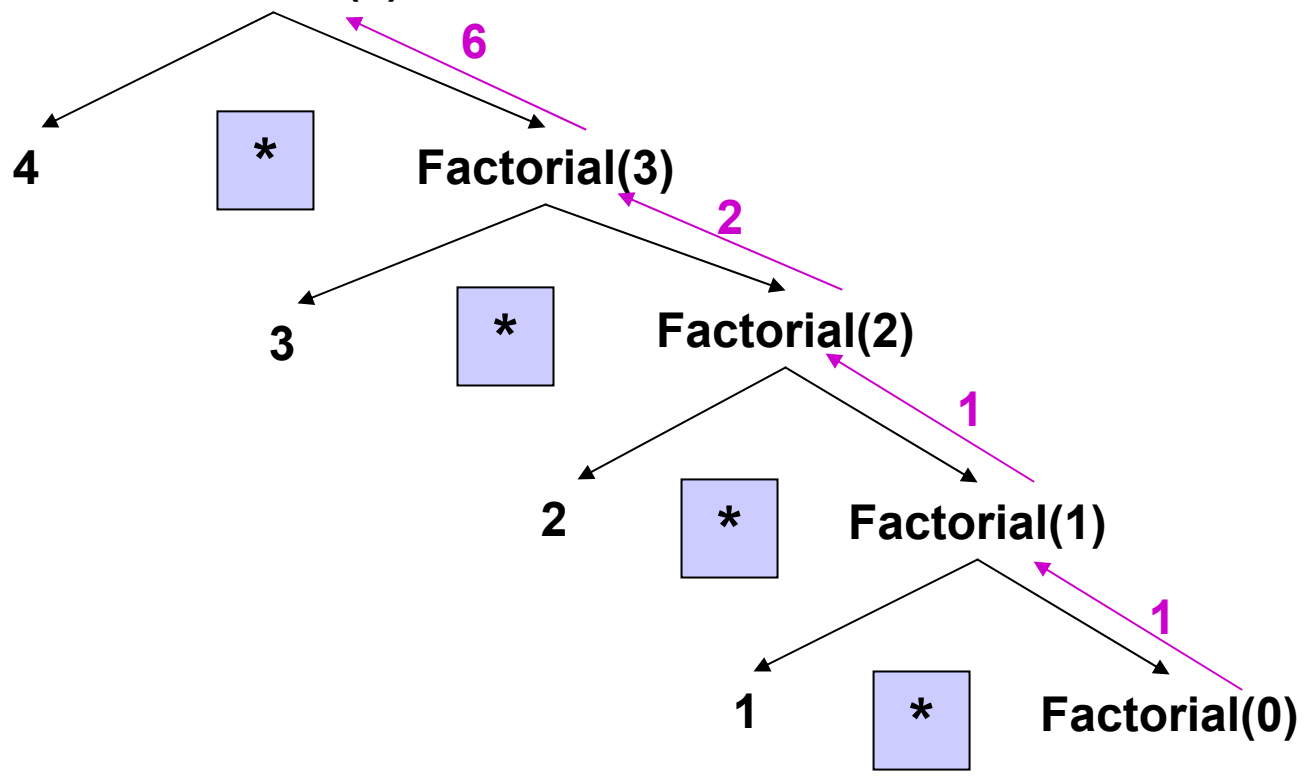 6
4 * Factorial(3)
2
3 * Factorial(2)
1
2 * Factorial(1)
1
1 * Factorial(0)